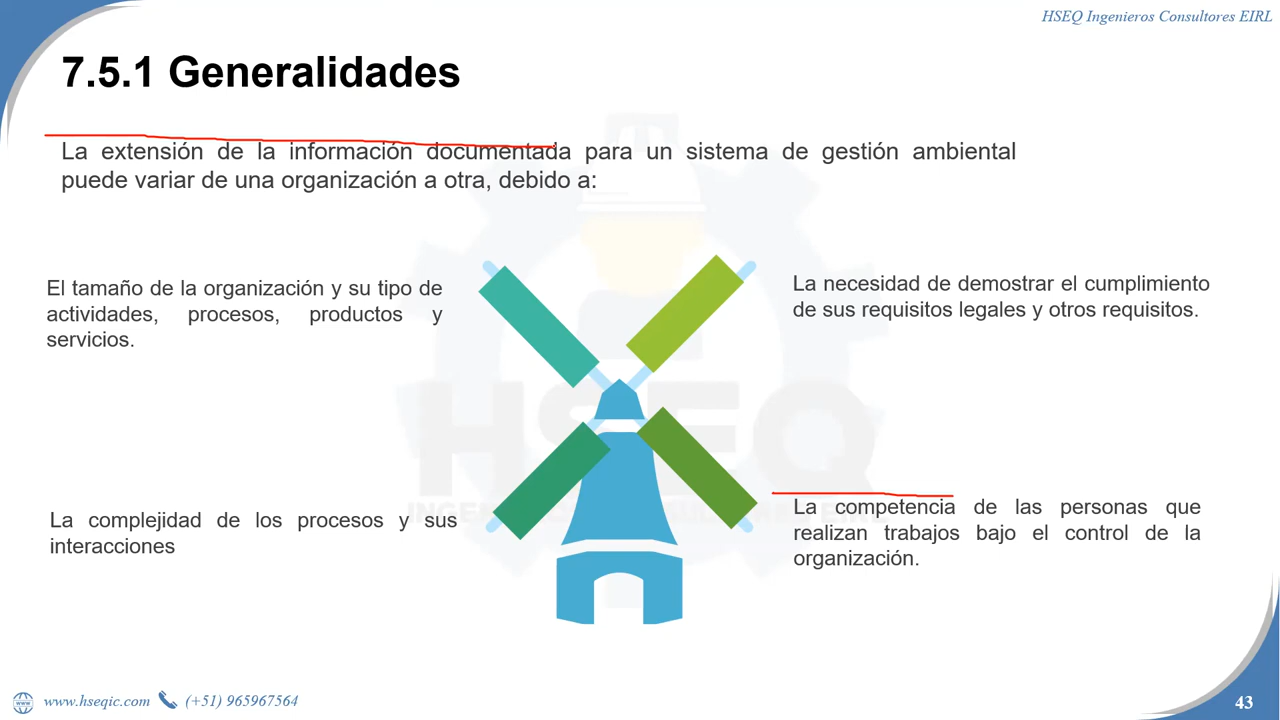 HSEQ Ingenieros Consultores EIRL
7.5.1 Generalidades
La extensión de la información documentada para un sistema de gestión ambiental
puede variar de una organización a otra, debido a:
El tamaño de la organización y su tipo de
actividades, procesos, productos y
servicios.
La necesidad de demostrar el cumplimiento
de sus requisitos legales y otros requisitos.
La complejidad de los procesos y sus
interacciones
La competencia de las personas que
realizan trabajos bajo el control de la
organización.
HSEQ
www.hseqic.com (+51) 965967564
43